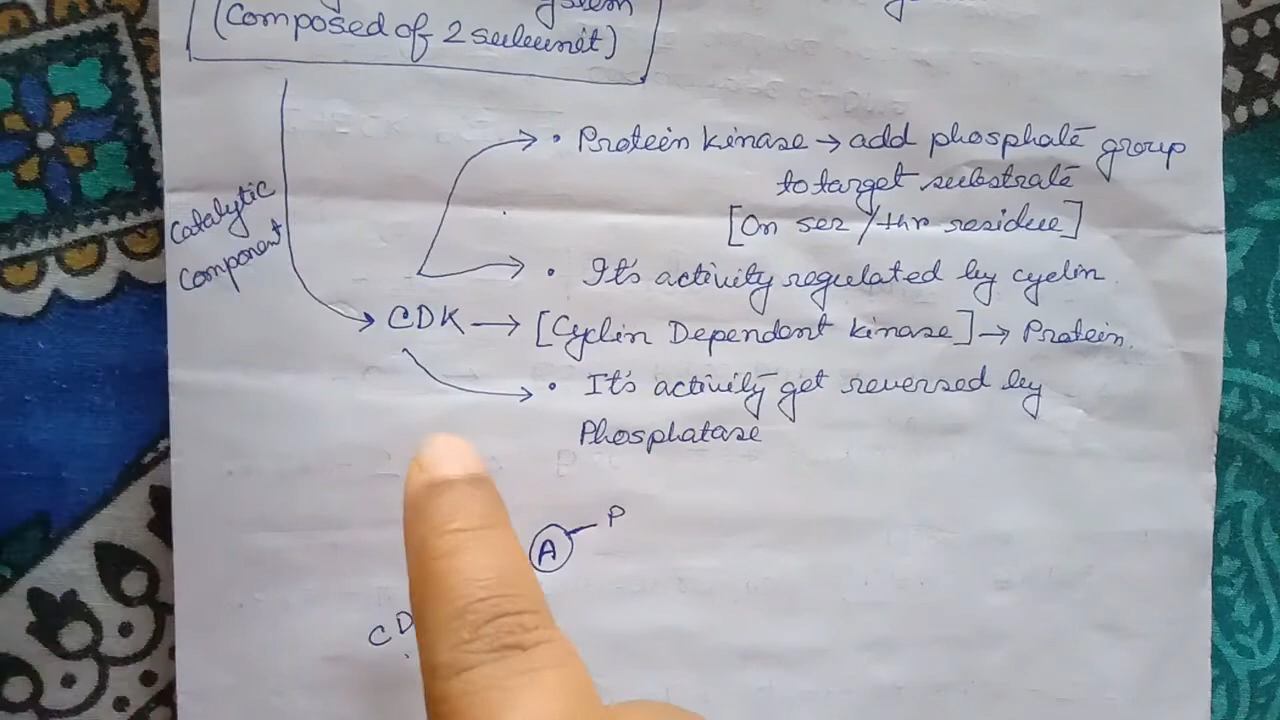 (Composed of 2 subunit)
• Protein kinase → add phosphate group
to target substrate
[On ser / thr residue]
Catalytic
Component
• It's activity regulated by cyclin
CDK → [Cyclin Dependent kinase] → Protein.
• It's activity get reversed by
Phosphatase
A - P
CD